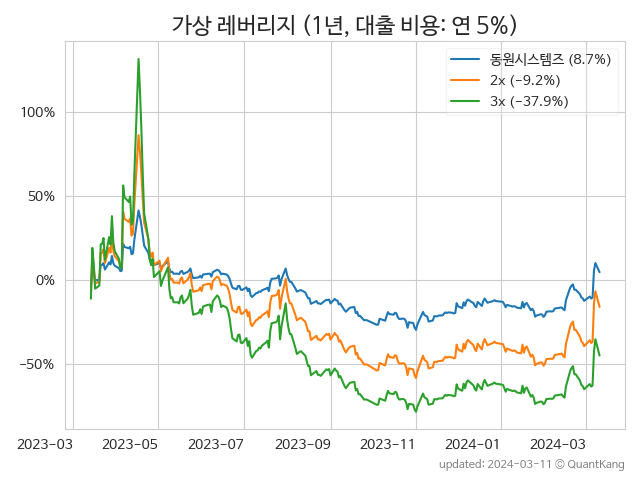 가상 레버리지 (1년, 대출 비용: 연 5%)
동원시스템즈 (8.7%)
2x (−9.2%)
3x (−37.9%)
100%
50%
0%
−50%
2023−03 2023−05 2023−07 2023−09 2023−11 2024−01 2024−03
updated: 2024-03-11 © QuantKang